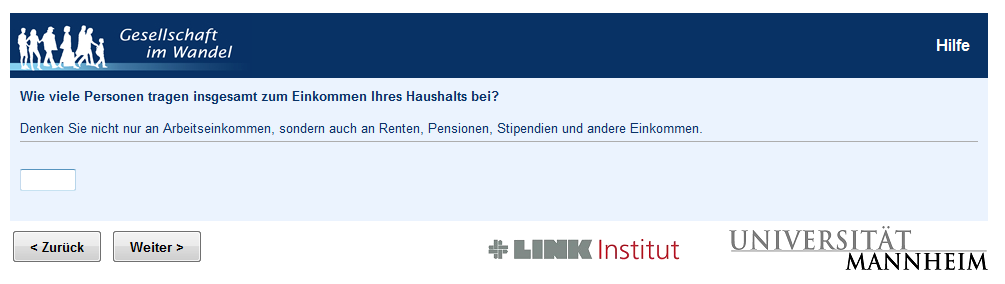 Gesellschaft
im Wandel
Hilfe
Wie viele Personen tragen insgesamt zum Einkommen Ihres Haushalts bei?
Denken Sie nicht nur an Arbeitseinkommen, sondern auch an Renten, Pensionen, Stipendien und andere Einkommen.
< Zurück
Weiter >
LINK Institut
UNIVERSITÄT
MANNHEIM